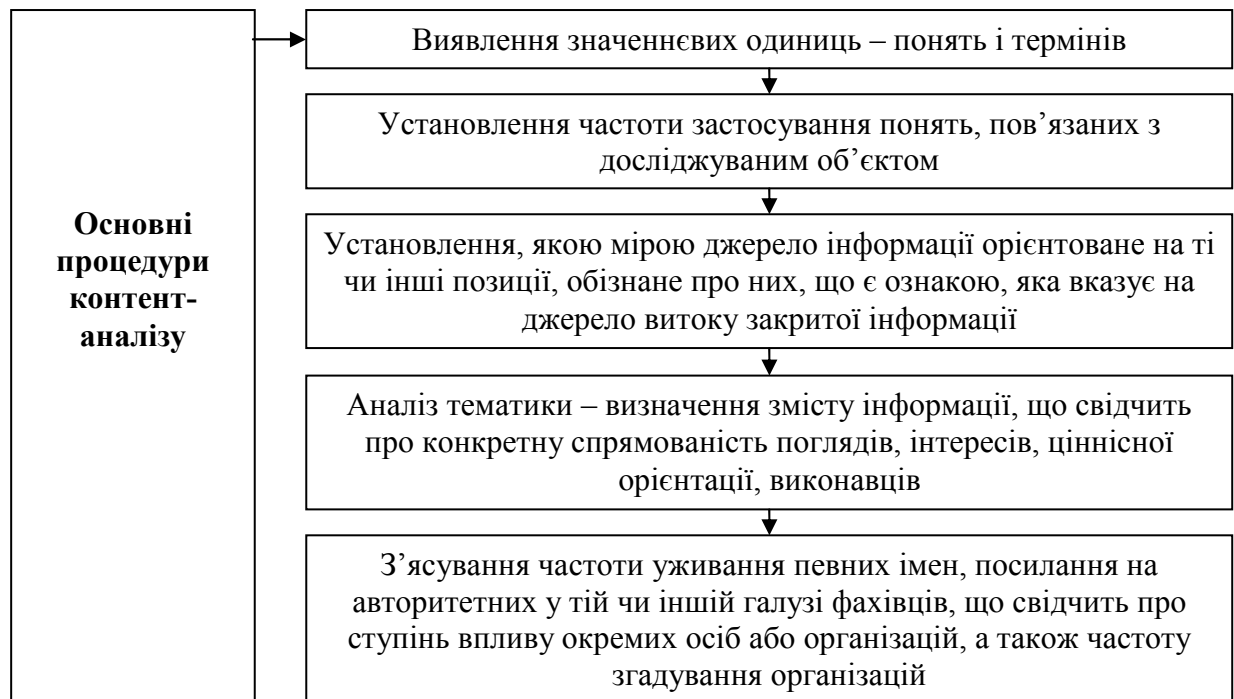 Основні
процедури
контент-
аналізу
Виявлення значеннєвих одиниць – понять і термінів
Установлення частоти застосування понять, пов’язаних з
досліджуваним об’єктом
Установлення, якою мірою джерело інформації орієнтоване на ті
чи інші позиції, обізнане про них, що є ознакою, яка вказує на
джерело витоку закритої інформації
Аналіз тематики – визначення змісту інформації, що свідчить
про конкретну спрямованість поглядів, інтересів, ціннісної
орієнтації, виконавців
З’ясування частоти уживання певних імен, посилання на
авторитетних у тій чи іншій галузі фахівців, що свідчить про
ступінь впливу окремих осіб або організацій, а також частоту
згадування організацій